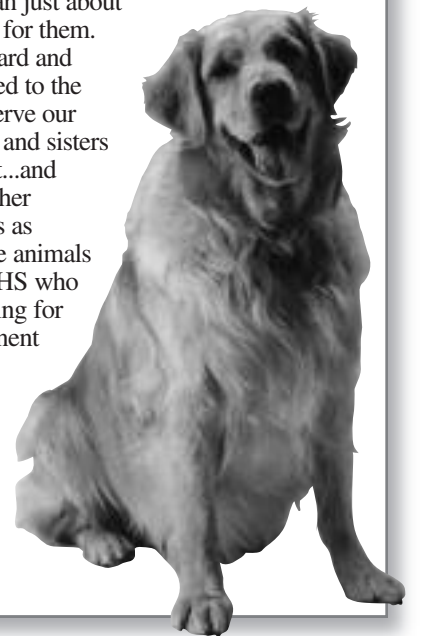 an just about
for them.
ard and
ed to the
erve our
and sisters
t...and
her
s as
e animals
HS who
ing for
nent